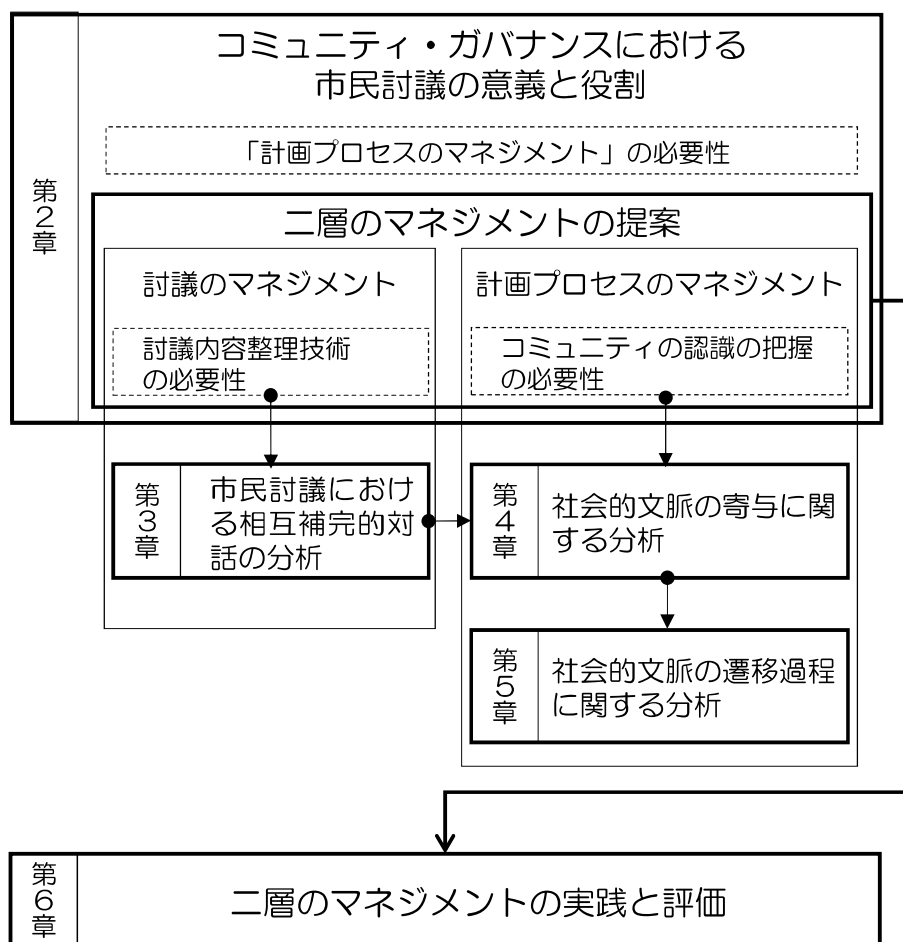 第2章
コミュニティ・ガバナンスにおける
市民討議の意義と役割
「計画プロセスのマネジメント」の必要性
二層のマネジメントの提案
討議のマネジメント
討議内容整理技術
の必要性
計画プロセスのマネジメント
コミュニティの認識の把握
の必要性
第3章
市民討議におけ
る相互補完的対
話の分析
第4章
社会的文脈の寄与に関
する分析
第5章
社会的文脈の遷移過程
に関する分析
第6章
二層のマネジメントの実践と評価